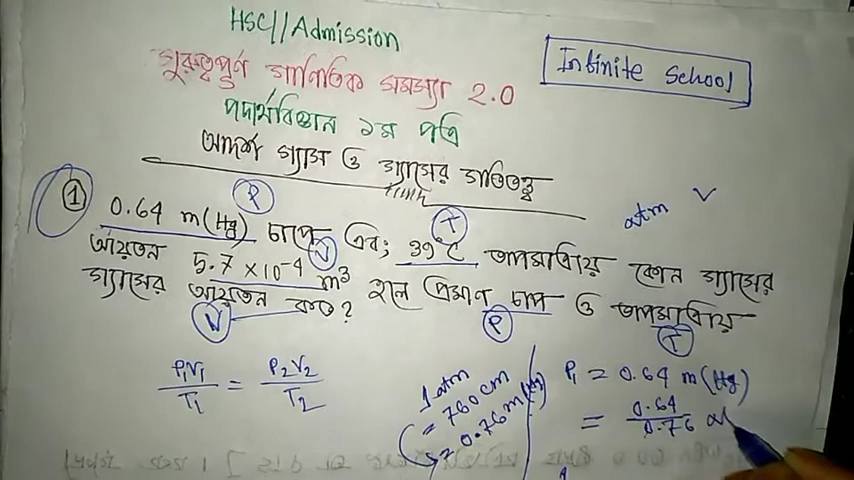 HSC//Admission
Infinite School
গুরুত্বপূর্ণ গাণিতিক সমস্যা 2.0
পদার্থবিজ্ঞান ১ম পত্র
আদর্শ গ্যাস ও গ্যাসের গতিতত্ত্ব
P
atm V
1 0.64 m(Hg) চাপে এবং 39°C তাপমাত্রায় কোন গ্যাসের
T V
আয়তন 5.7 × 10⁻⁴ m³ হলে প্রমাণ চাপ ও তাপমাত্রায়
গ্যাসের আয়তন কত?
V P T
P₁V₁/T₁ = P₂V₂/T₂
1 atm
= 760 cm
= 0.76 m(Hg)
P₁ = 0.64 m(Hg)
= 0.64/0.76 at